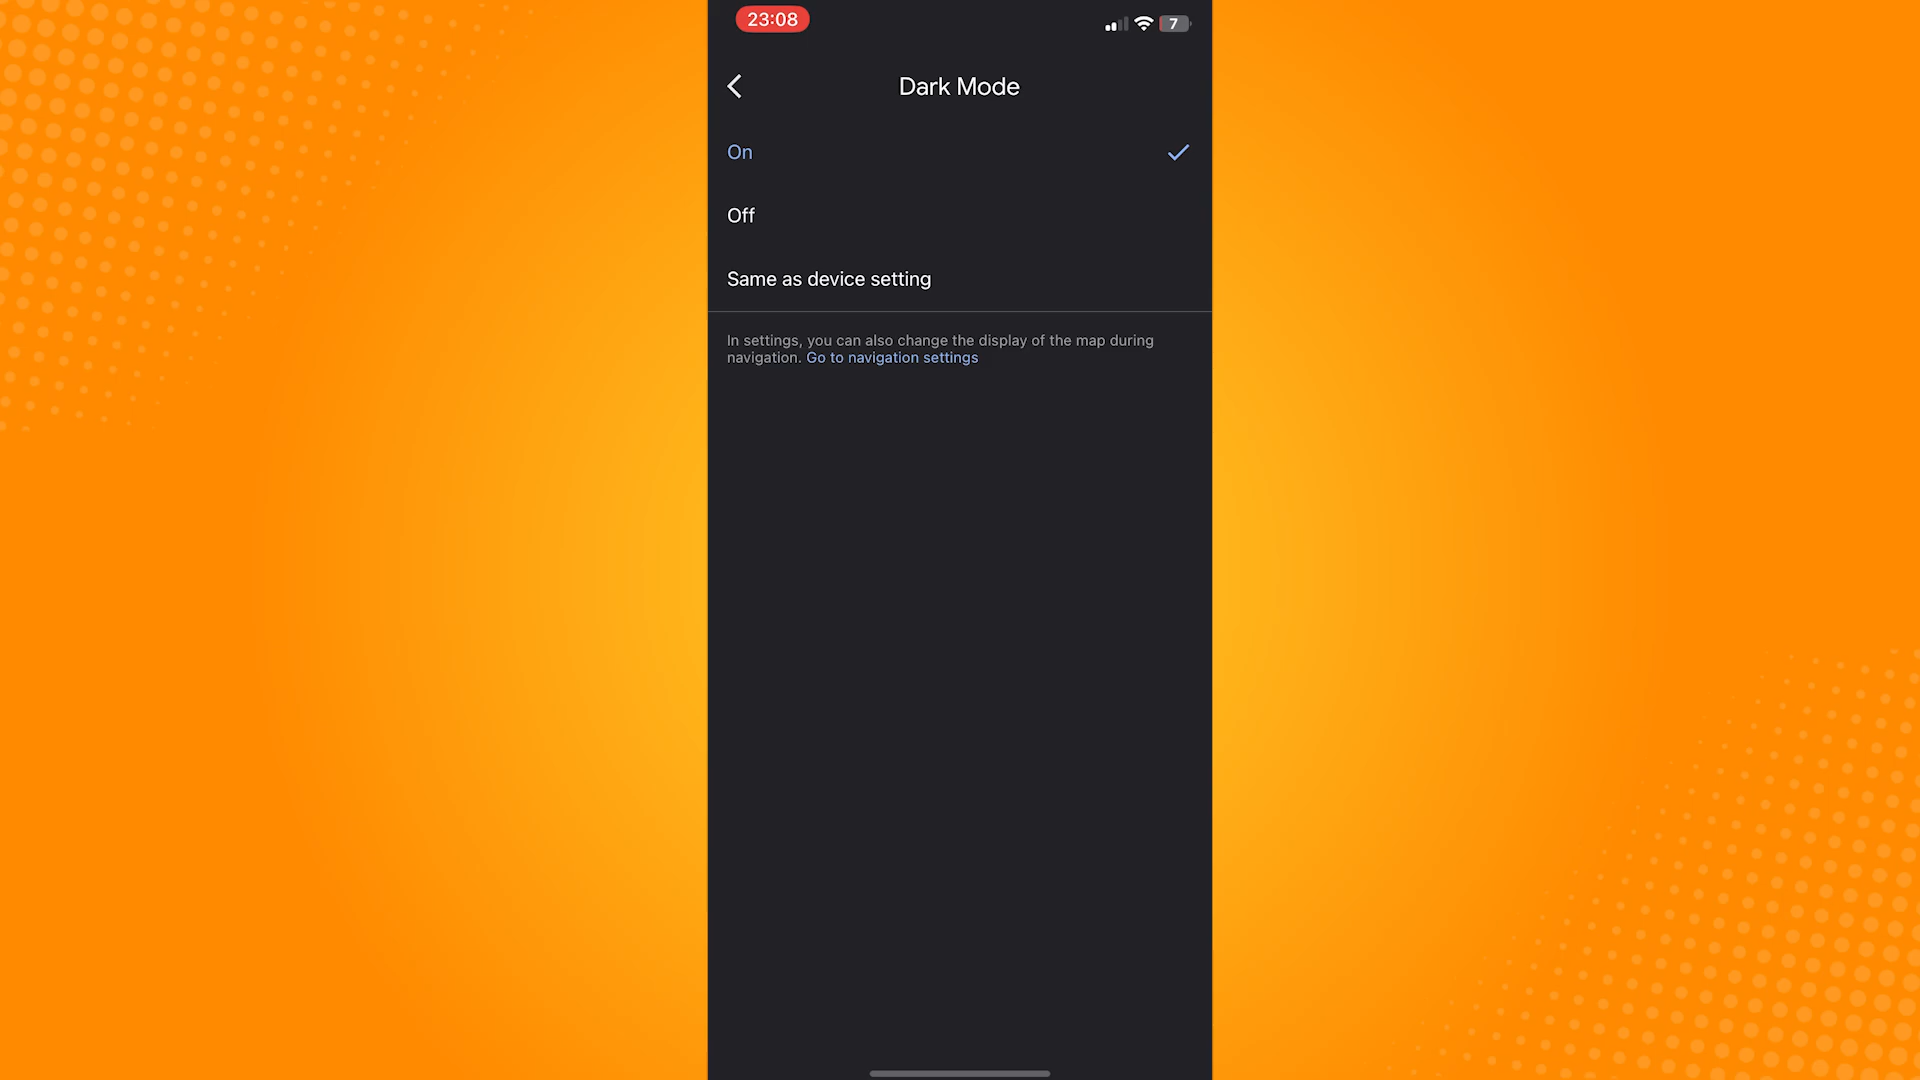 23:08
7
Dark Mode
On
Off
Same as device setting
In settings, you can also change the display of the map during
navigation. Go to navigation settings